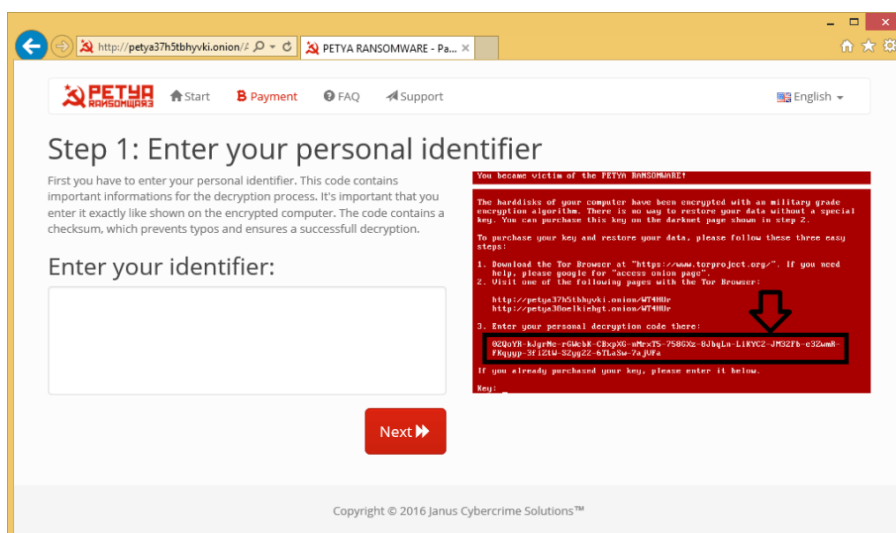 http://petya37h5tbhyvki.onion/
PETYA RANSOMWARE - Pa...
PETYA
RANSOMWARE
Start
Payment
FAQ
Support
English
Step 1: Enter your personal identifier
First you have to enter your personal identifier. This code contains
important informations for the decryption process. It's important that you
enter it exactly like shown on the encrypted computer. The code contains a
checksum, which prevents typos and ensures a successfull decryption.
Enter your identifier:
Next
You became victim of the PETYA RANSOMWARE!
The harddisks of your computer have been encrypted with an military grade
encryption algorithm. There is no way to restore your data without a special
key. You can purchase this key on the darknet page shown in step 2.
To purchase your key and restore your data, please follow these three easy
steps:
1. Download the Tor Browser at "https://www.torproject.org/". If you need
help, please google for "access onion page".
2. Visit one of the following pages with the Tor Browser:
http://petya37h5tbhyvki.onion/WT4HUr
http://petya38oelkiehgt.onion/WT4HUr
3. Enter your personal decryption code there:
If you already purchased your key, please enter it below.
Key: _
Copyright © 2016 Janus Cybercrime Solutions™